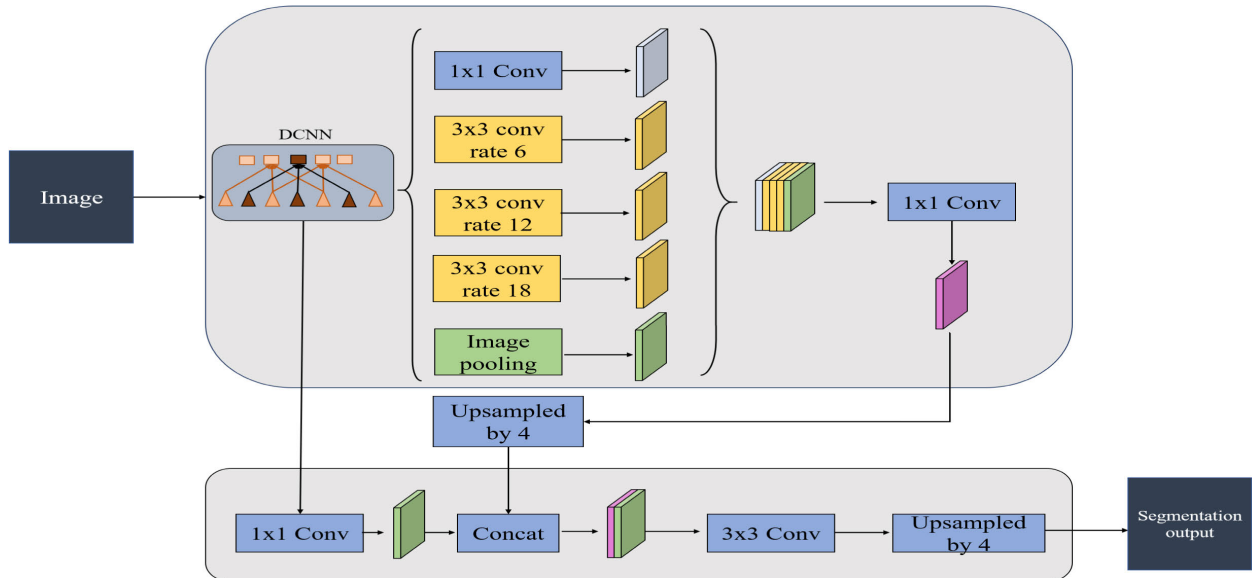 Image
DCNN
1x1 Conv
3x3 conv
rate 6
3x3 conv
rate 12
3x3 conv
rate 18
Image
pooling
1x1 Conv
Upsampled
by 4
1x1 Conv
Concat
3x3 Conv
Upsampled
by 4
Segmentation
output